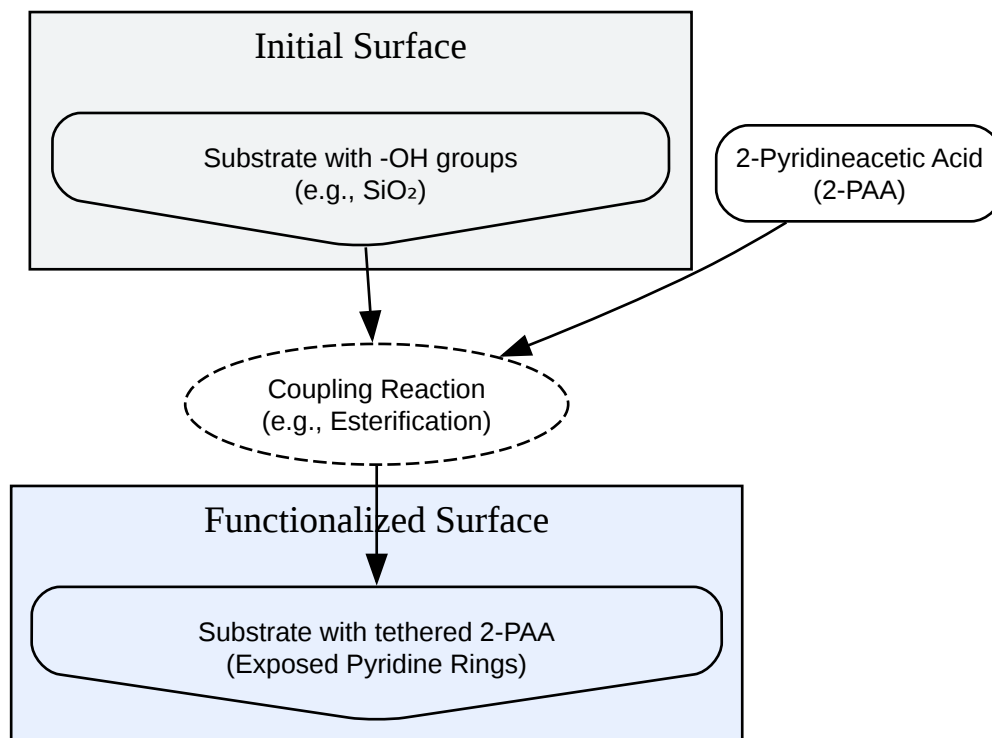 Initial Surface
Substrate with -OH groups
(e.g., SiO₂)
2-Pyridineacetic Acid
(2-PAA)
Coupling Reaction
(e.g., Esterification)
Functionalized Surface
Substrate with tethered 2-PAA
(Exposed Pyridine Rings)